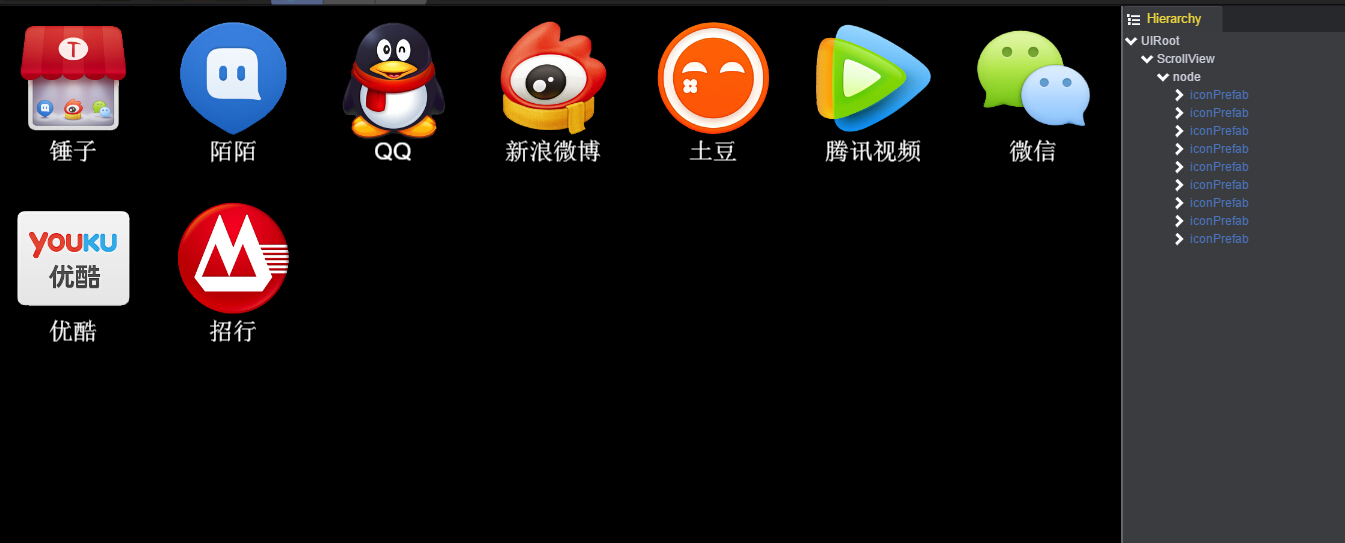 锤子
陌陌
QQ
新浪微博
土豆
腾讯视频
微信
YOUKU
优酷
优酷
招行
Hierarchy
UIRoot
ScrollView
node
iconPrefab
iconPrefab
iconPrefab
iconPrefab
iconPrefab
iconPrefab
iconPrefab
iconPrefab
iconPrefab